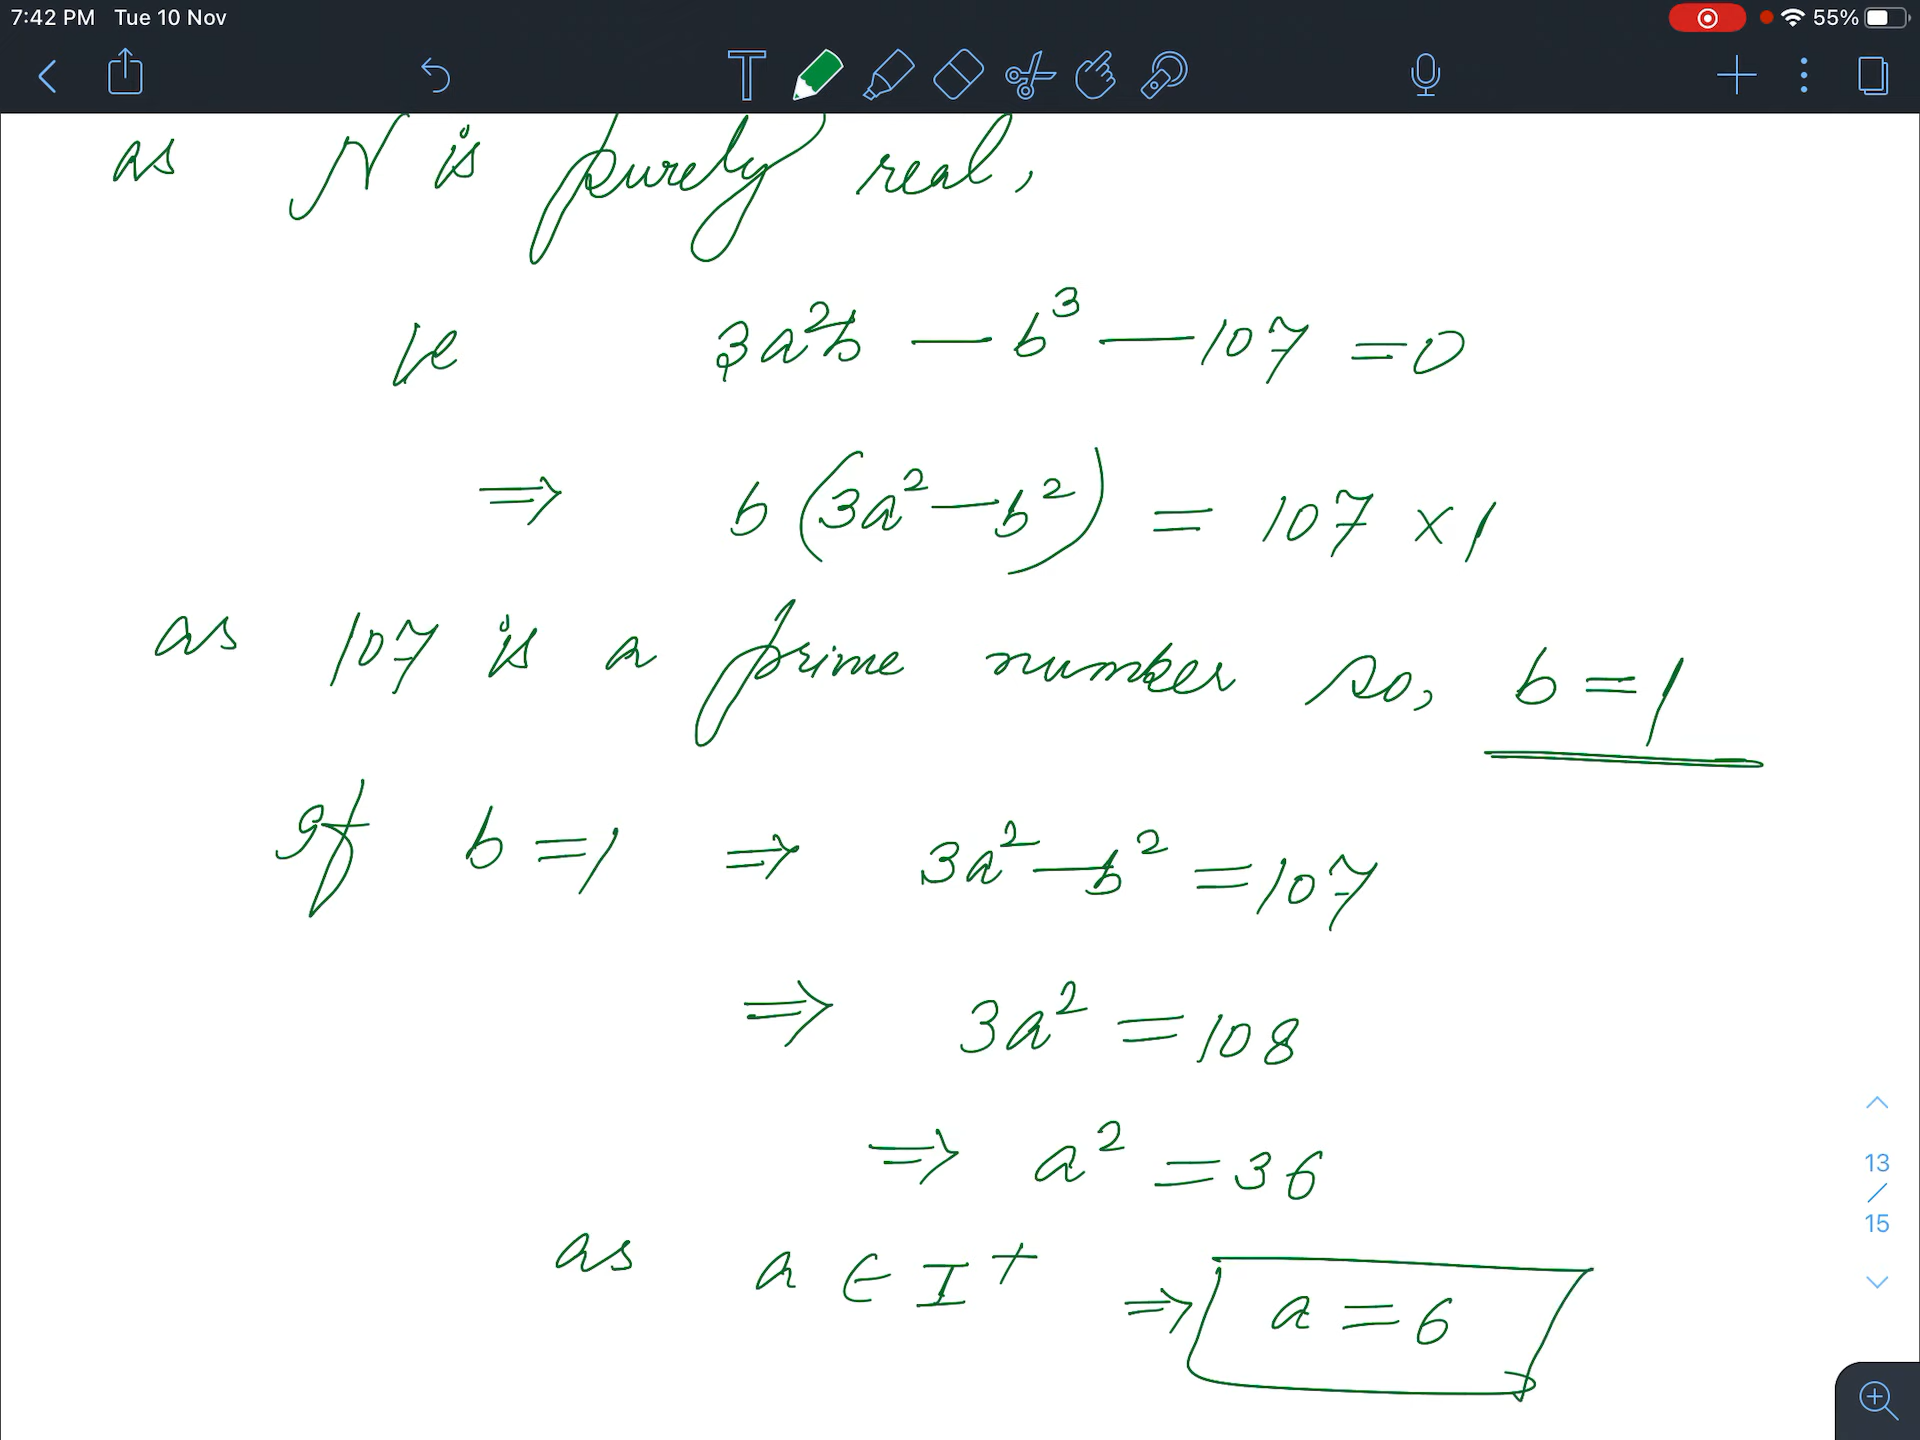 7:42 PM Tue 10 Nov 55%
T
as N is purely real,
ie 3a²b — b³ — 107 = 0
⇒ b (3a² — b²) = 107 × 1
as 107 is a prime number so, b = 1
If b = 1 ⇒ 3a² — b² = 107
⇒ 3a² = 108
⇒ a² = 36
as a ∈ I⁺ ⇒ a = 6
13
/
15